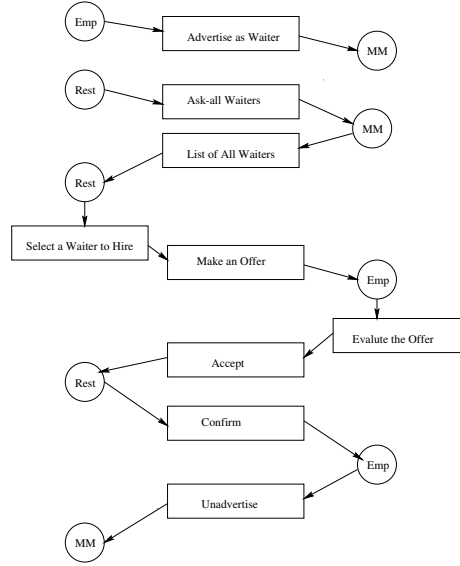 Emp
Advertise as Waiter
MM
Rest
Ask-all Waiters
MM
List of All Waiters
Rest
Select a Waiter to Hire
Make an Offer
Emp
Evalute the Offer
Accept
Rest
Confirm
Emp
Unadvertise
MM